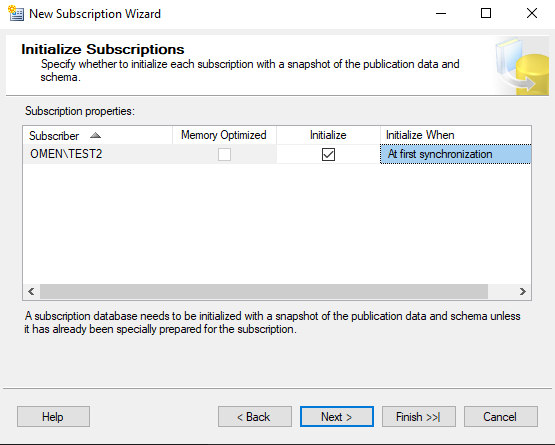 New Subscription Wizard
Initialize Subscriptions
Specify whether to initialize each subscription with a snapshot of the publication data and
schema.
Subscription properties:
Subscriber Memory Optimized Initialize Initialize When
OMEN\TEST2 At first synchronization
A subscription database needs to be initialized with a snapshot of the publication data and schema unless
it has already been specially prepared for the subscription.
Help < Back Next > Finish >>| Cancel